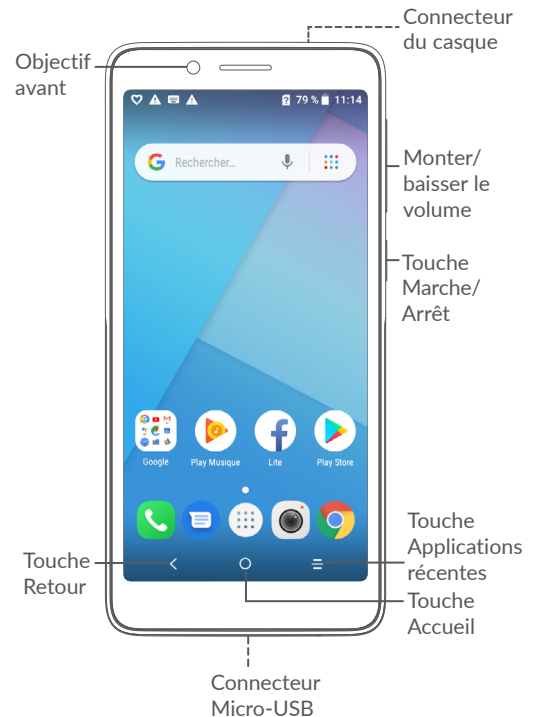 Connecteur
du casque
Objectif
avant
79 % 11:14
Rechercher...
Monter/
baisser le
volume
Touche
Marche/
Arrêt
Google
Play Musique
Lite
Play Store
Touche
Applications
récentes
Touche
Retour
Touche
Accueil
Connecteur
Micro-USB